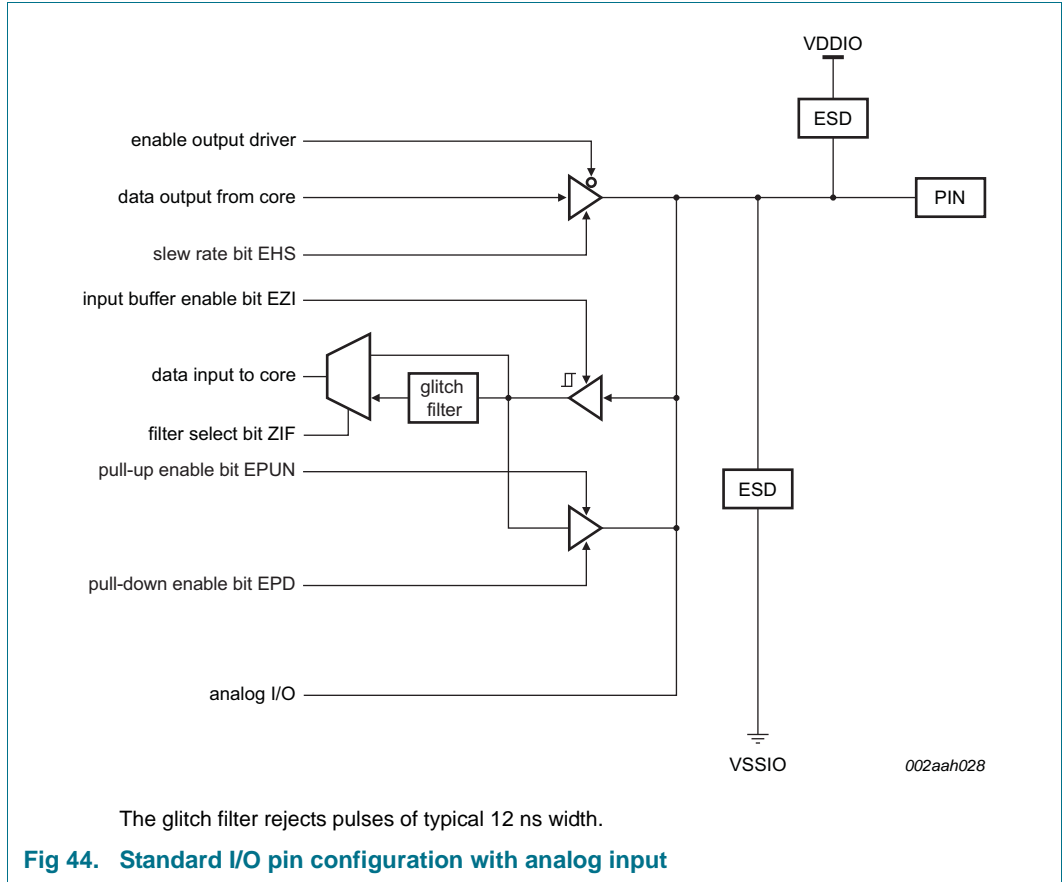 VDDIO
ESD
enable output driver
data output from core
PIN
slew rate bit EHS
input buffer enable bit EZI
data input to core
glitch
filter
filter select bit ZIF
pull-up enable bit EPUN
ESD
pull-down enable bit EPD
analog I/O
VSSIO
002aah028
The glitch filter rejects pulses of typical 12 ns width.
Fig 44. Standard I/O pin configuration with analog input